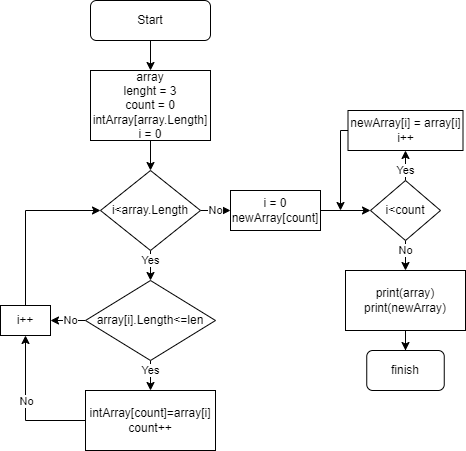 Start
array
lenght = 3
count = 0
intArray[array.Length]
i = 0
i<array.Length
No
Yes
array[i].Length<=len
No
i++
Yes
intArray[count]=array[i]
count++
No
i = 0
newArray[count]
i<count
Yes
newArray[i] = array[i]
i++
No
print(array)
print(newArray)
finish